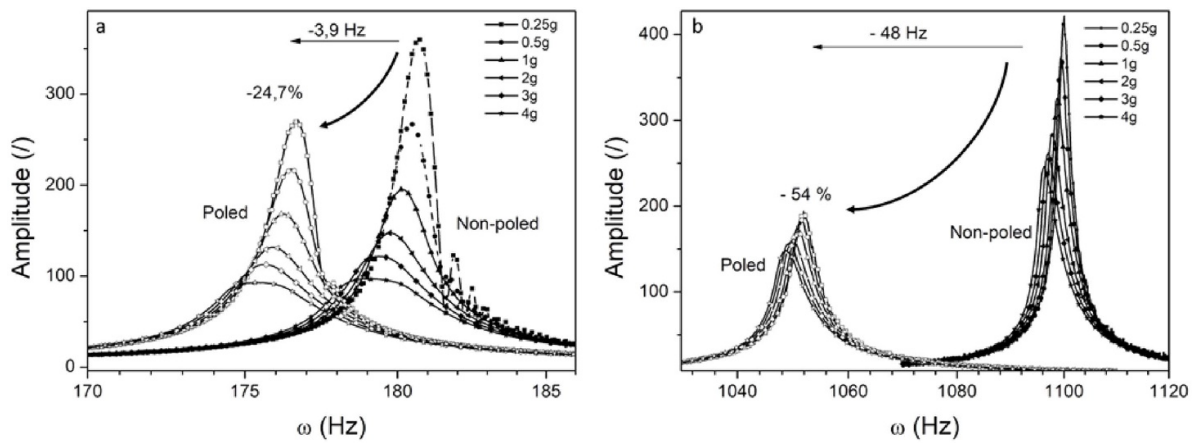 a
-3,9 Hz
-24,7%
Poled
Non-poled
0.25g
0.5g
1g
2g
3g
4g
Amplitude (/)
300
200
100
0
170
175
180
185
ω (Hz)
b
- 48 Hz
- 54 %
Poled
Non-poled
0.25g
0.5g
1g
2g
3g
4g
Amplitude (/)
400
300
200
100
1040
1060
1080
1100
1120
ω (Hz)